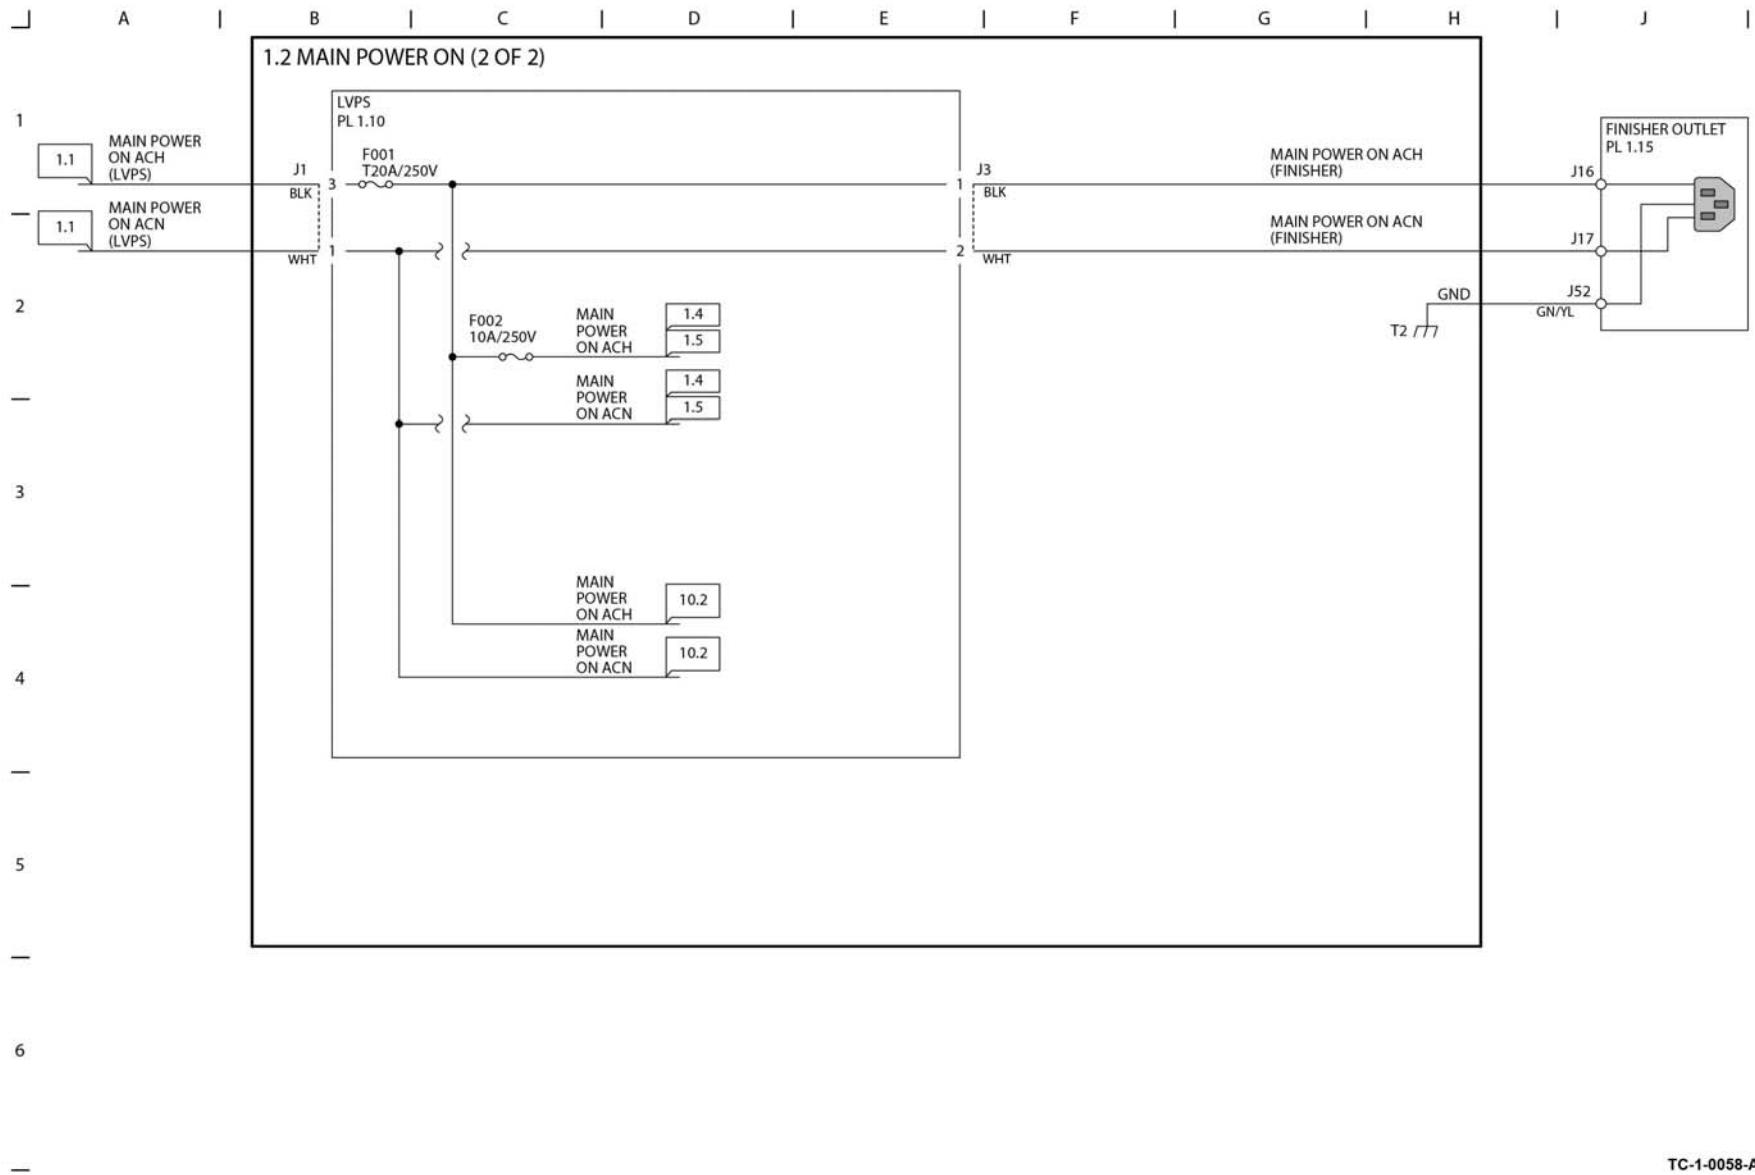 A B C D E F G H J
1.2 MAIN POWER ON (2 OF 2)
LVPS
PL 1.10
1
FINISHER OUTLET
PL 1.15
1.1
MAIN POWER
ON ACH
(LVPS)
J1
BLK
3
F001
T20A/250V
1
J3
BLK
MAIN POWER ON ACH
(FINISHER)
J16
1.1
MAIN POWER
ON ACN
(LVPS)
WHT
1
2
WHT
MAIN POWER ON ACN
(FINISHER)
J17
2
GND
T2
J52
GN/YL
F002
10A/250V
MAIN
POWER
ON ACH
1.4
1.5
MAIN
POWER
ON ACN
1.4
1.5
3
MAIN
POWER
ON ACH
10.2
MAIN
POWER
ON ACN
10.2
4
5
6
TC-1-0058-A